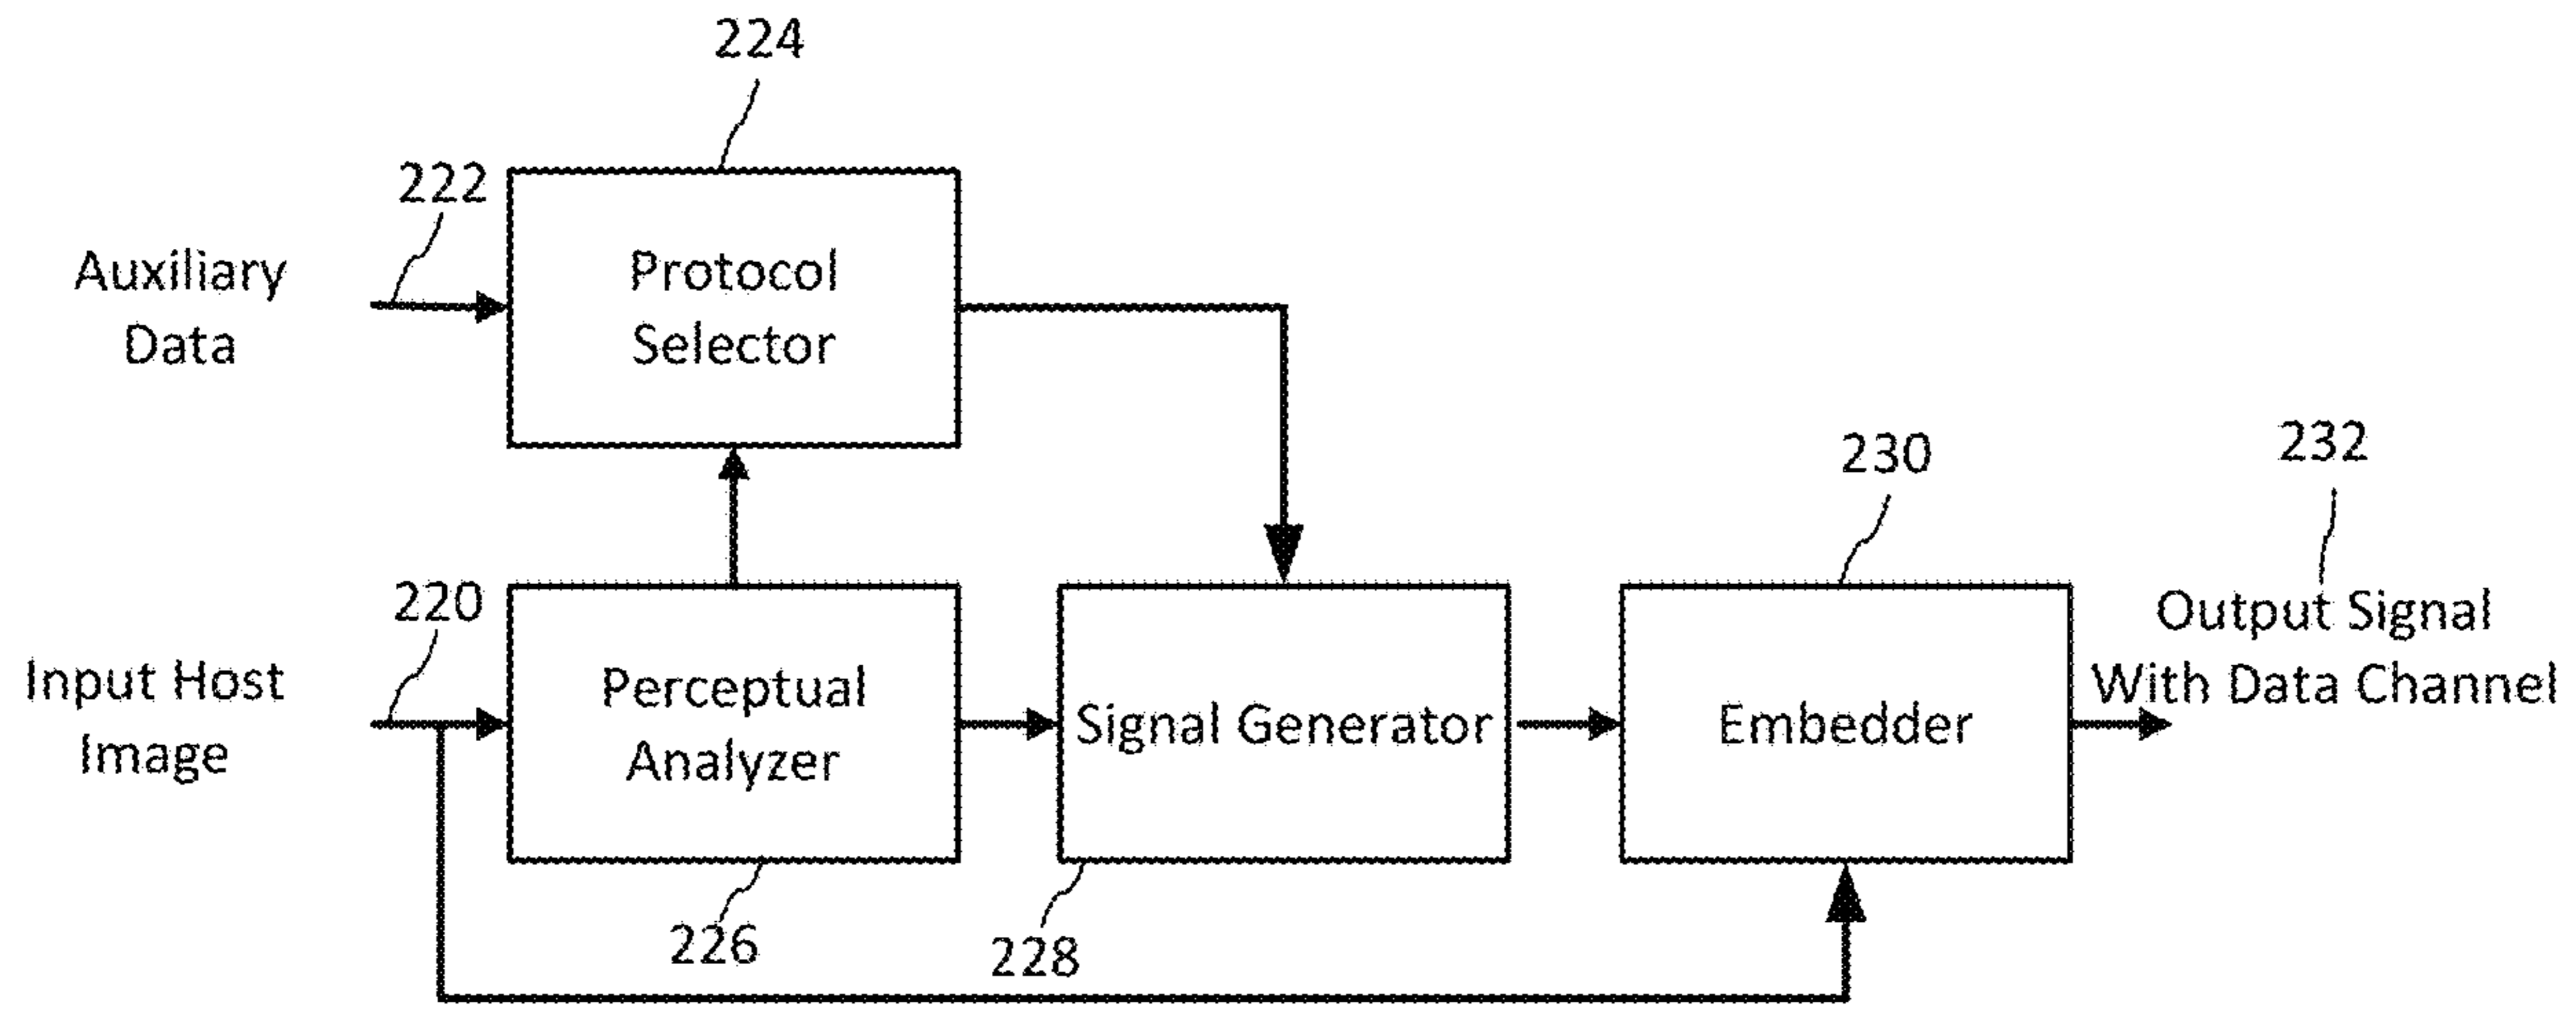 224
222
Auxiliary
Data
Protocol
Selector
230
232
220
Input Host
Image
Perceptual
Analyzer
Signal Generator
Embedder
Output Signal
With Data Channel
226
228